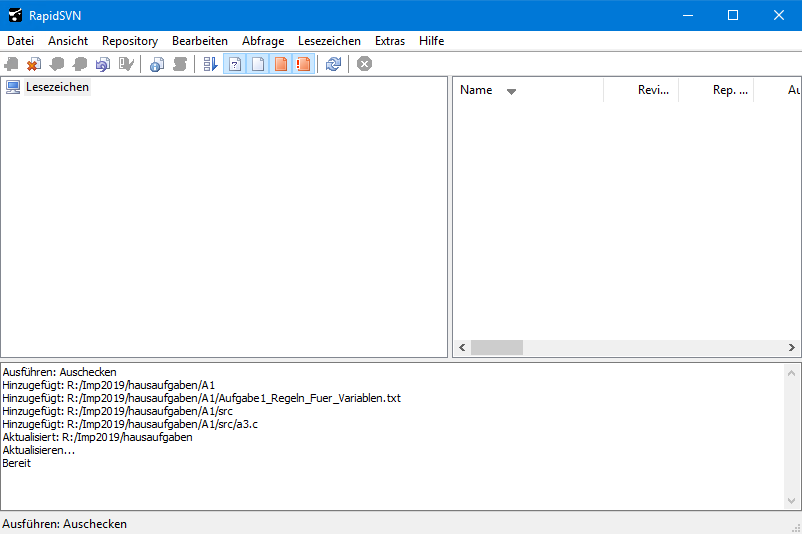 RapidSVN
Datei Ansicht Repository Bearbeiten Abfrage Lesezeichen Extras Hilfe
Lesezeichen
Name Revi... Rep. ... Au
Ausführen: Auschecken
Hinzugefügt: R:/Imp2019/hausaufgaben/A1
Hinzugefügt: R:/Imp2019/hausaufgaben/A1/Aufgabe1_Regeln_Fuer_Variablen.txt
Hinzugefügt: R:/Imp2019/hausaufgaben/A1/src
Hinzugefügt: R:/Imp2019/hausaufgaben/A1/src/a3.c
Aktualisiert: R:/Imp2019/hausaufgaben
Aktualisieren...
Bereit
Ausführen: Auschecken